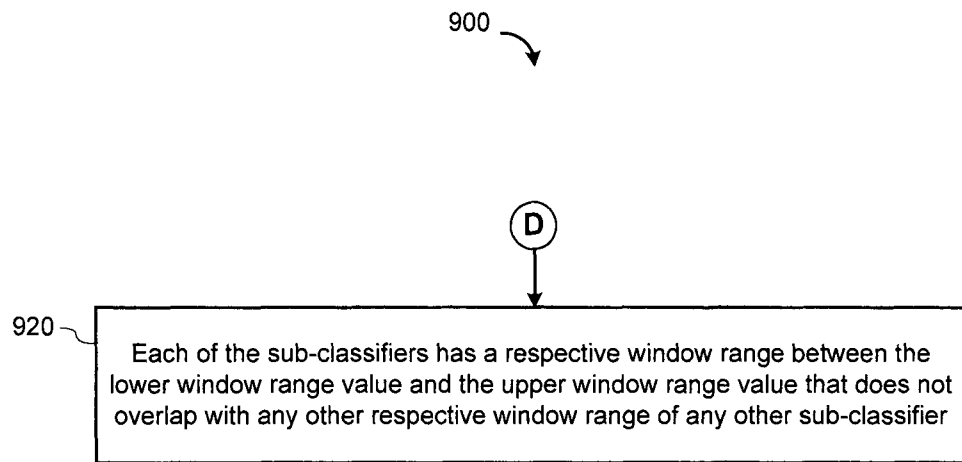 900
D
920
Each of the sub-classifiers has a respective window range between the
lower window range value and the upper window range value that does not
overlap with any other respective window range of any other sub-classifier